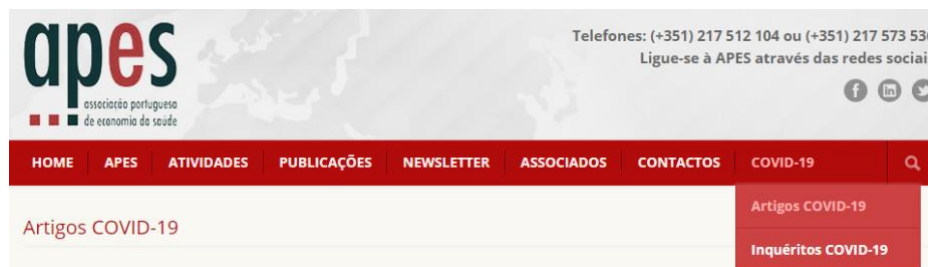 apes
associação portuguesa
de economia da saúde
Telefones: (+351) 217 512 104 ou (+351) 217 573 536
Ligue-se à APES através das redes sociai
HOME APES ATIVIDADES PUBLICAÇÕES NEWSLETTER ASSOCIADOS CONTACTOS COVID-19
Artigos COVID-19
Inquéritos COVID-19
Artigos COVID-19